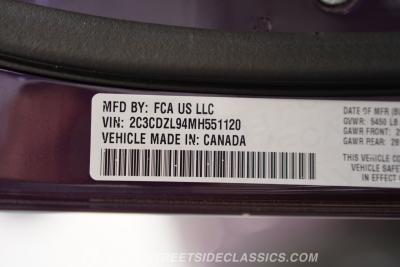 MFD BY: FCA US LLC
VIN: 2C3CDZL94MH551120
VEHICLE MADE IN: CANADA
DATE OF MFR
GVWR: 5450 LB
GAWR FRONT:
GAWR REAR:
THIS VEHICLE
VEHICLE SAFE
IN EFFECT
STREETSIDECLASSICS.COM